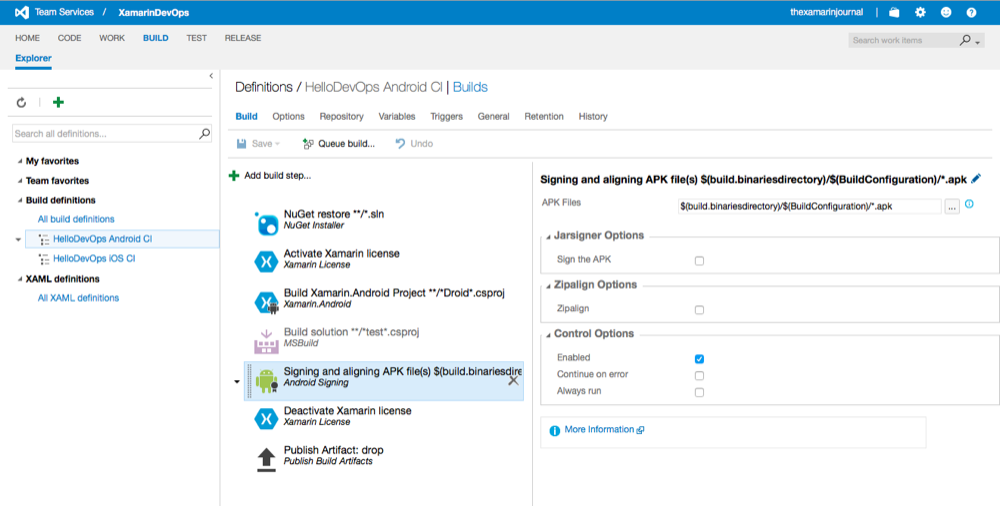 Team Services / XamarinDevOps
thexamarinjournal
HOME CODE WORK BUILD TEST RELEASE
Search work items
Explorer
Search all definitions...
My favorites
Team favorites
Build definitions
All build definitions
HelloDevOps Android CI
HelloDevOps iOS CI
XAML definitions
All XAML definitions
Definitions / HelloDevOps Android CI | Builds
Build Options Repository Variables Triggers General Retention History
Save Queue build... Undo
Add build step...
NuGet restore **/*.sln
NuGet Installer
Activate Xamarin license
Xamarin License
Build Xamarin.Android Project **/*Droid*.csproj
Xamarin.Android
Build solution **/*test*.csproj
MSBuild
Signing and aligning APK file(s) $(build.binariesdire
Android Signing
Deactivate Xamarin license
Xamarin License
Publish Artifact: drop
Publish Build Artifacts
Signing and aligning APK file(s) $(build.binariesdirectory)/$(BuildConfiguration)/*.apk
APK Files $(build.binariesdirectory)/$(BuildConfiguration)/*.apk ...
Jarsigner Options
Sign the APK
Zipalign Options
Zipalign
Control Options
Enabled
Continue on error
Always run
More Information